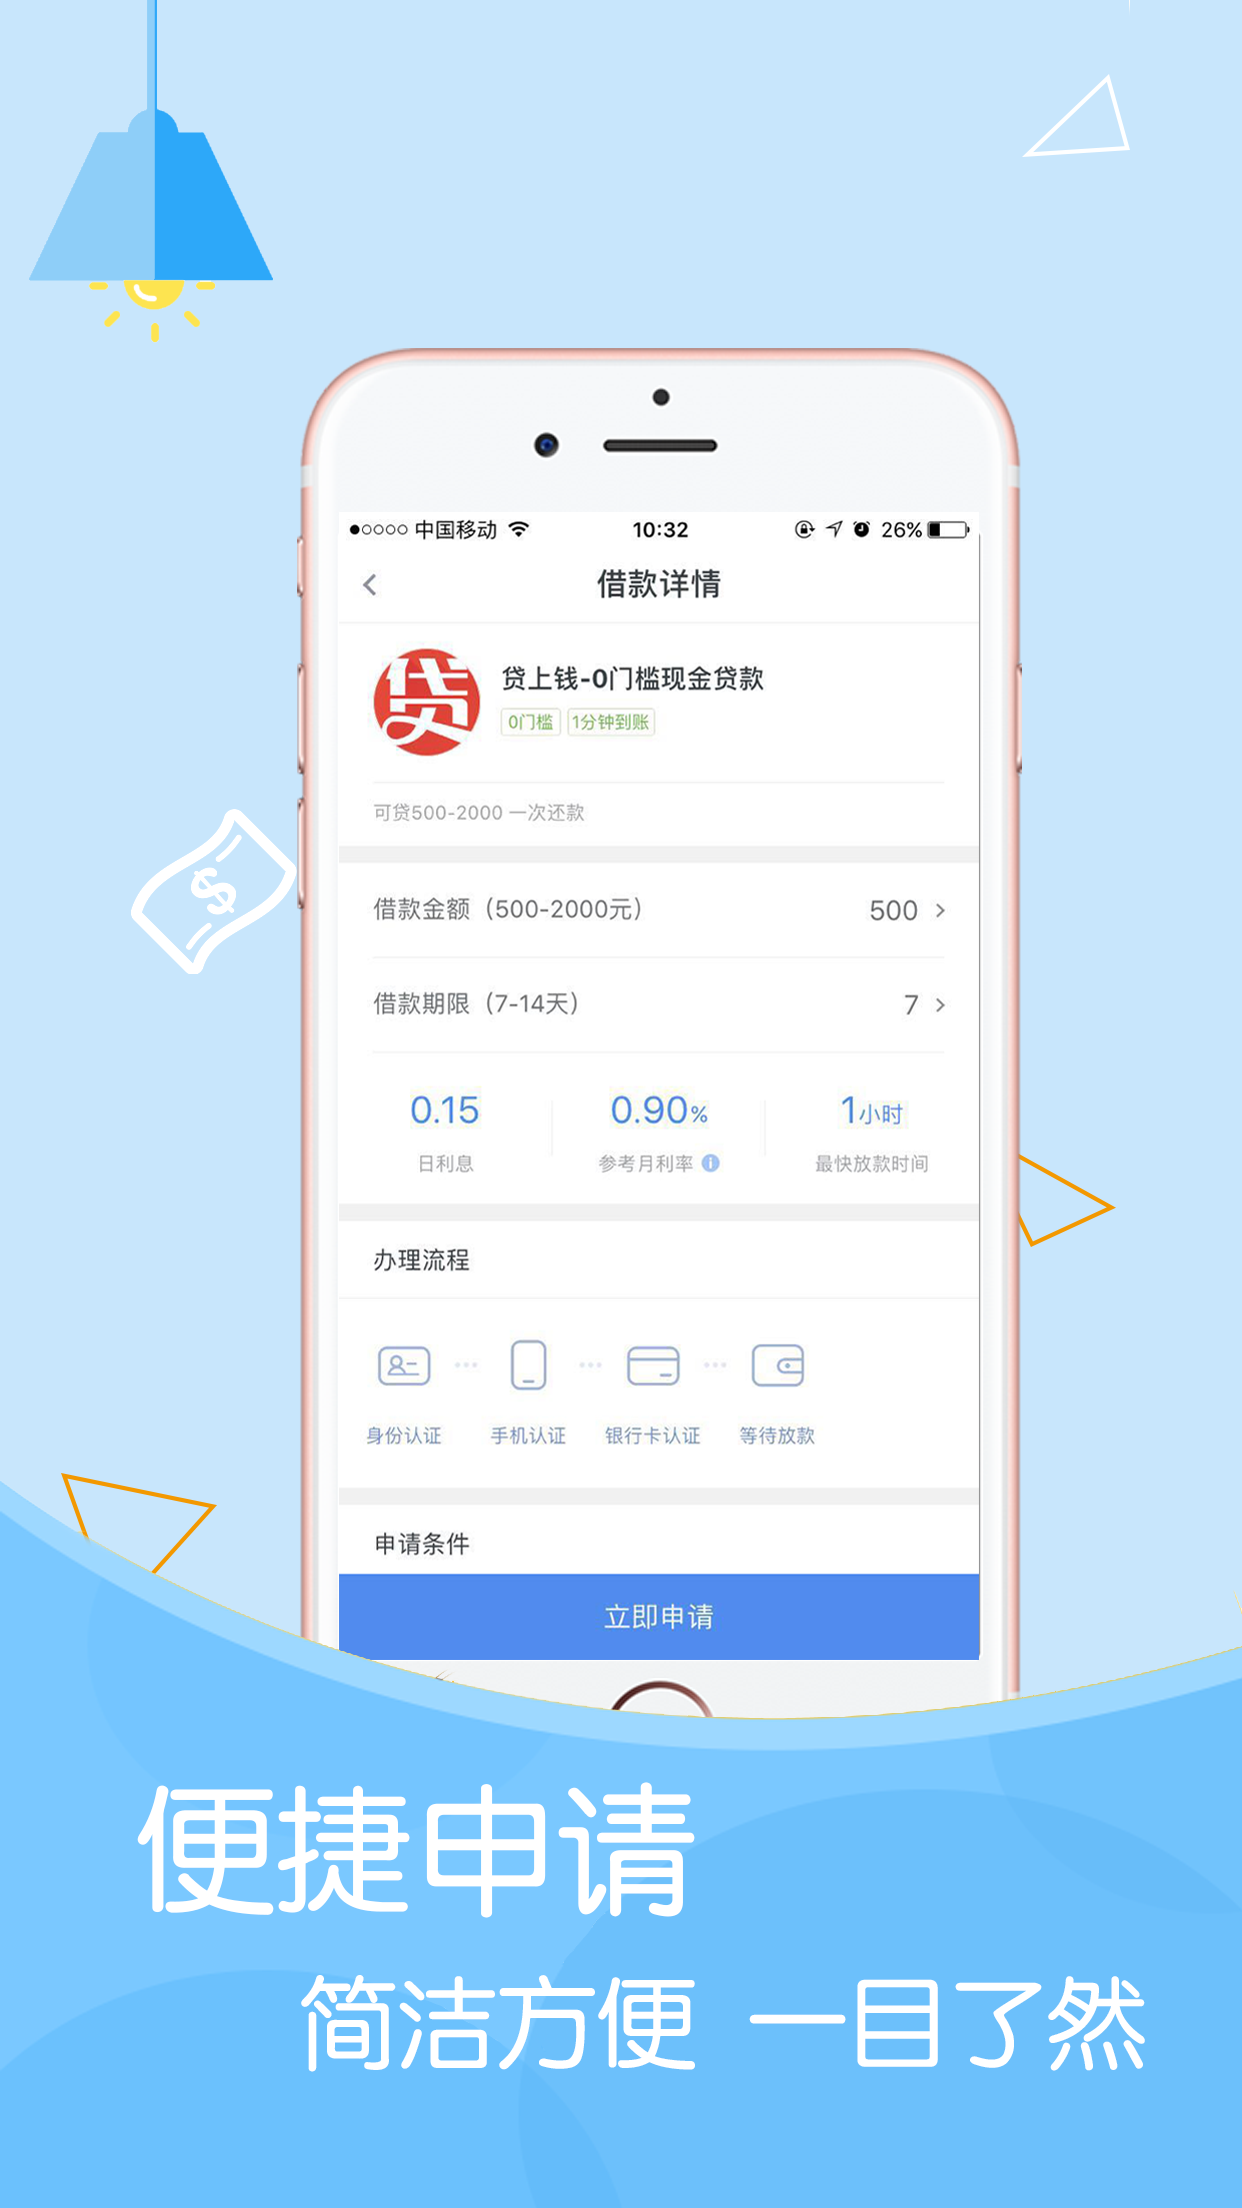 中国移动 10:32 26%
借款详情
贷
贷上钱-0门槛现金贷款
0门槛 1分钟到账
可贷500-2000 一次还款
借款金额（500-2000元） 500
借款期限（7-14天） 7
0.15 0.90% 1小时
日利息 参考月利率 最快放款时间
办理流程
身份认证 手机认证 银行卡认证 等待放款
申请条件
立即申请
便捷申请
简洁方便 一目了然